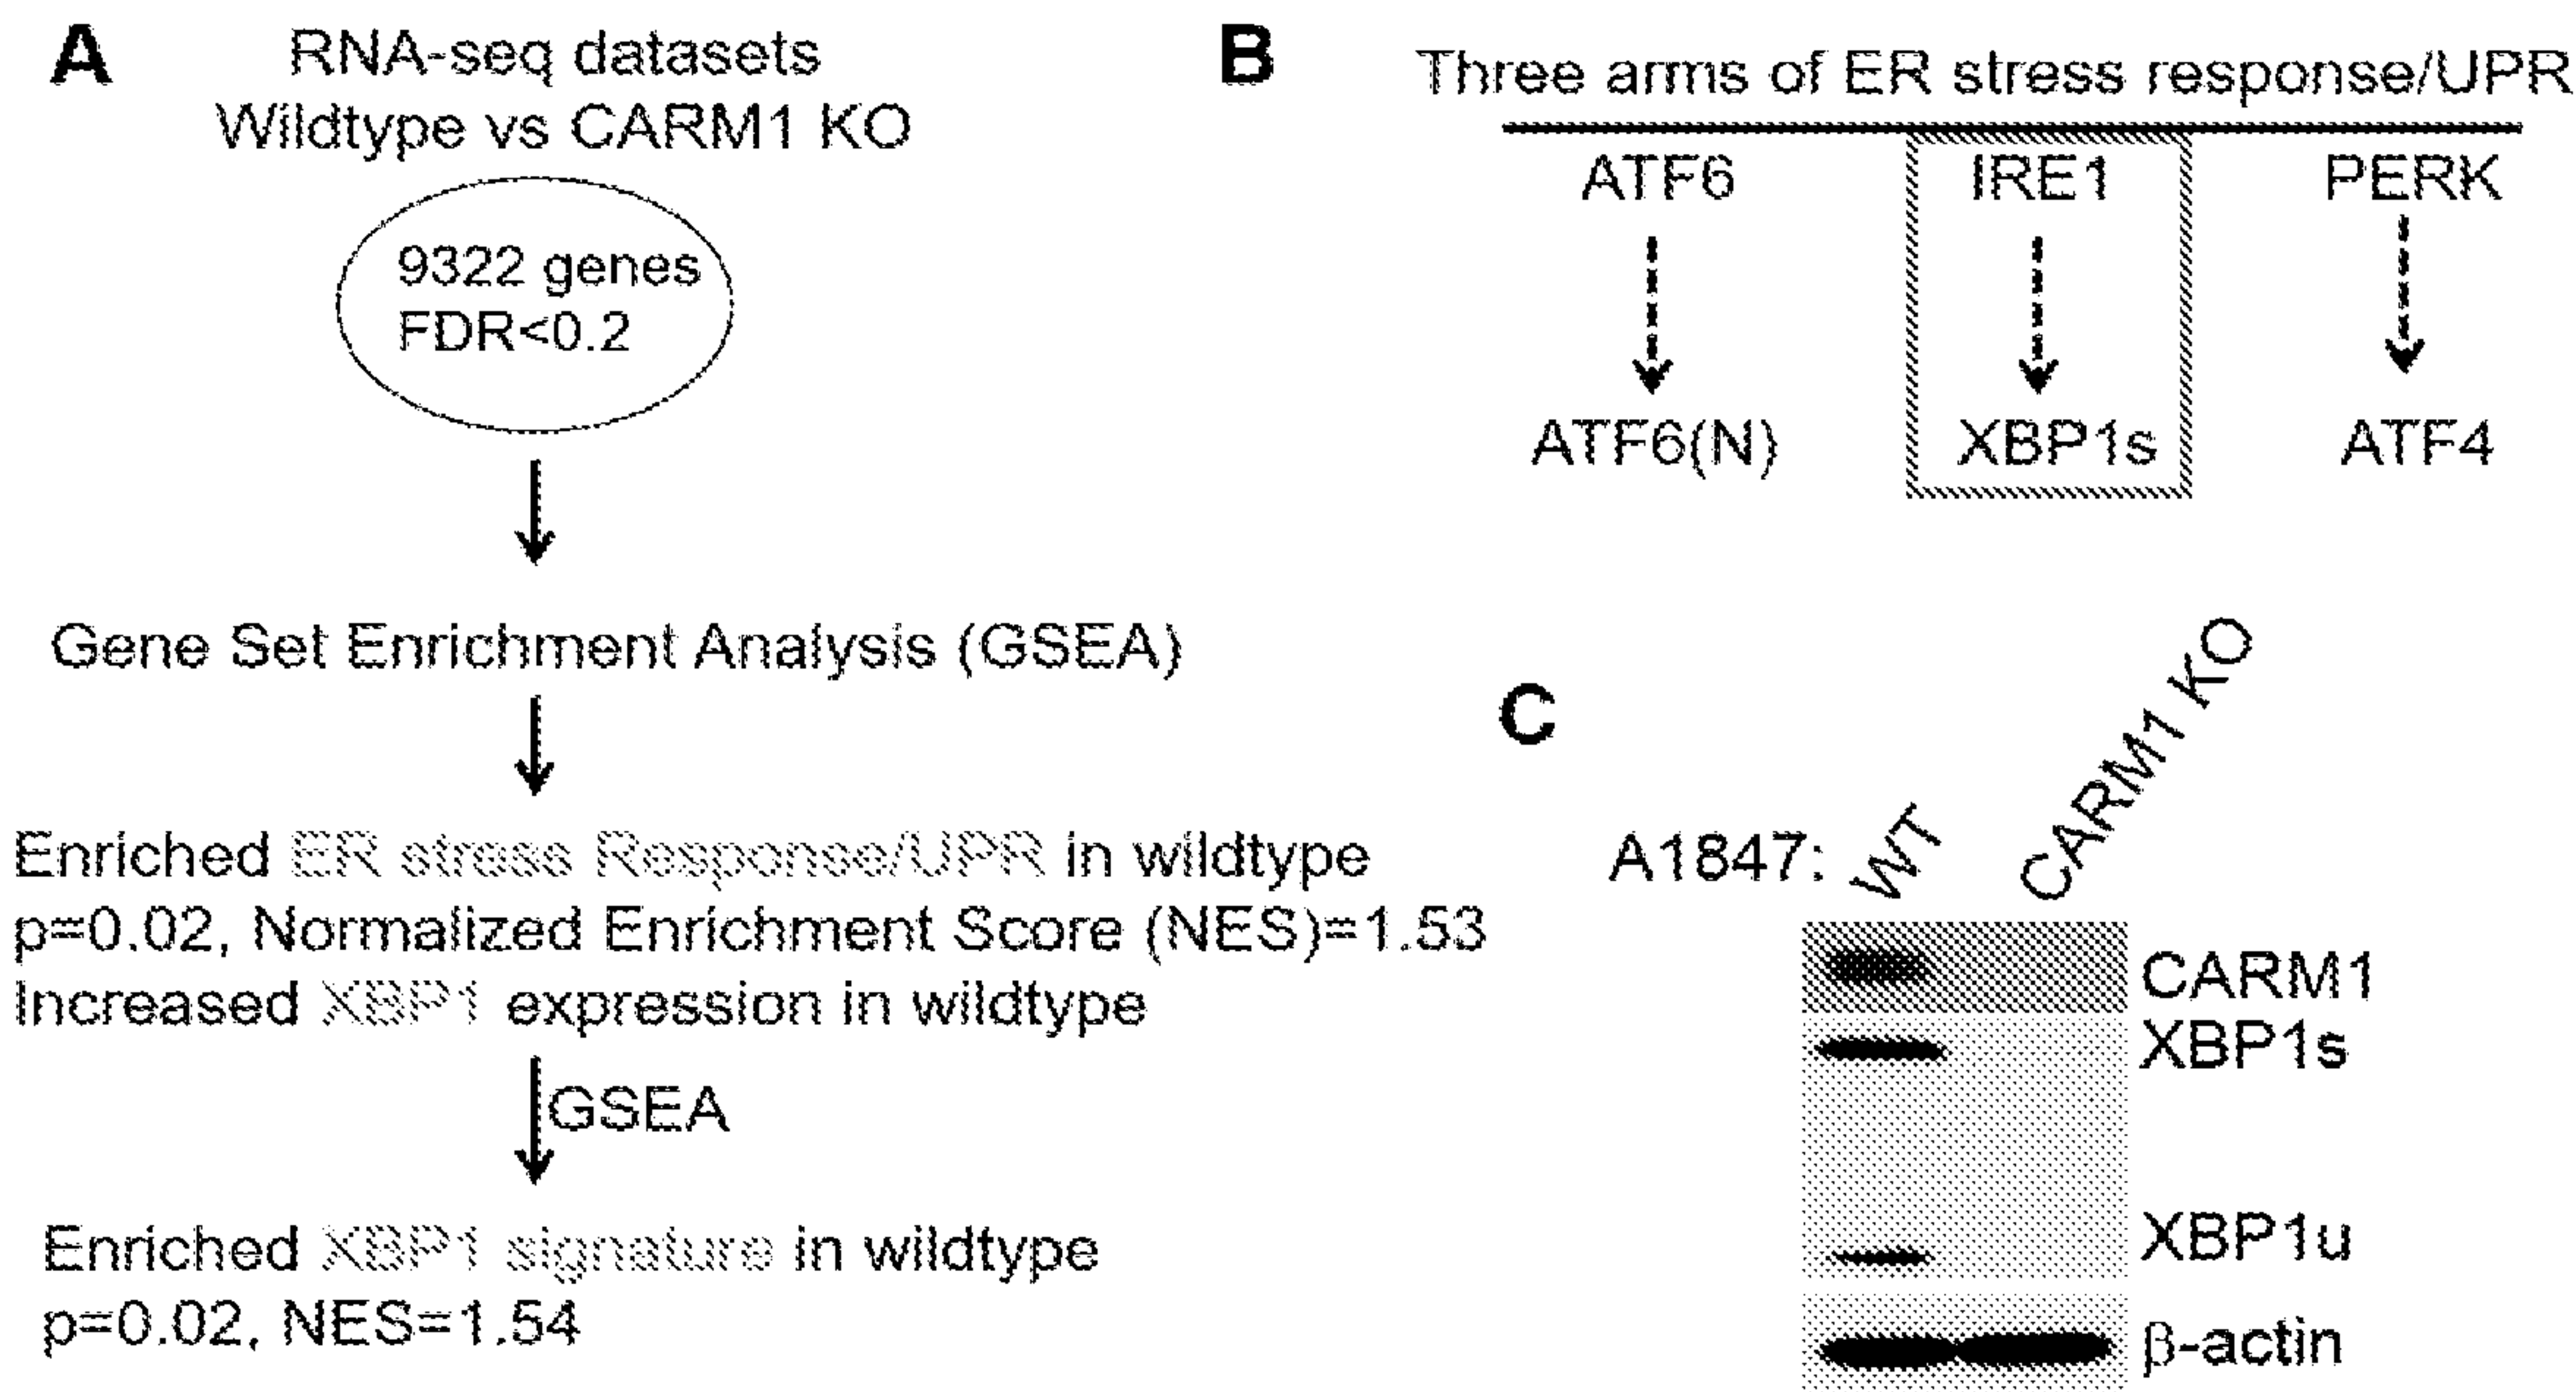 A
RNA-seq datasets
Wildtype vs CARM1 KO
9322 genes
FDR<0.2
Gene Set Enrichment Analysis (GSEA)
Enriched ER stress Response/UPR in wildtype
p=0.02, Normalized Enrichment Score (NES)=1.53
Increased XBP1 expression in wildtype
GSEA
Enriched XBP1 signature in wildtype
p=0.02, NES=1.54
B
Three arms of ER stress response/UPR
ATF6 IRE1 PERK
ATF6(N) XBP1s ATF4
C
A1847: WT CARM1 KO
CARM1
XBP1s
XBP1u
β-actin